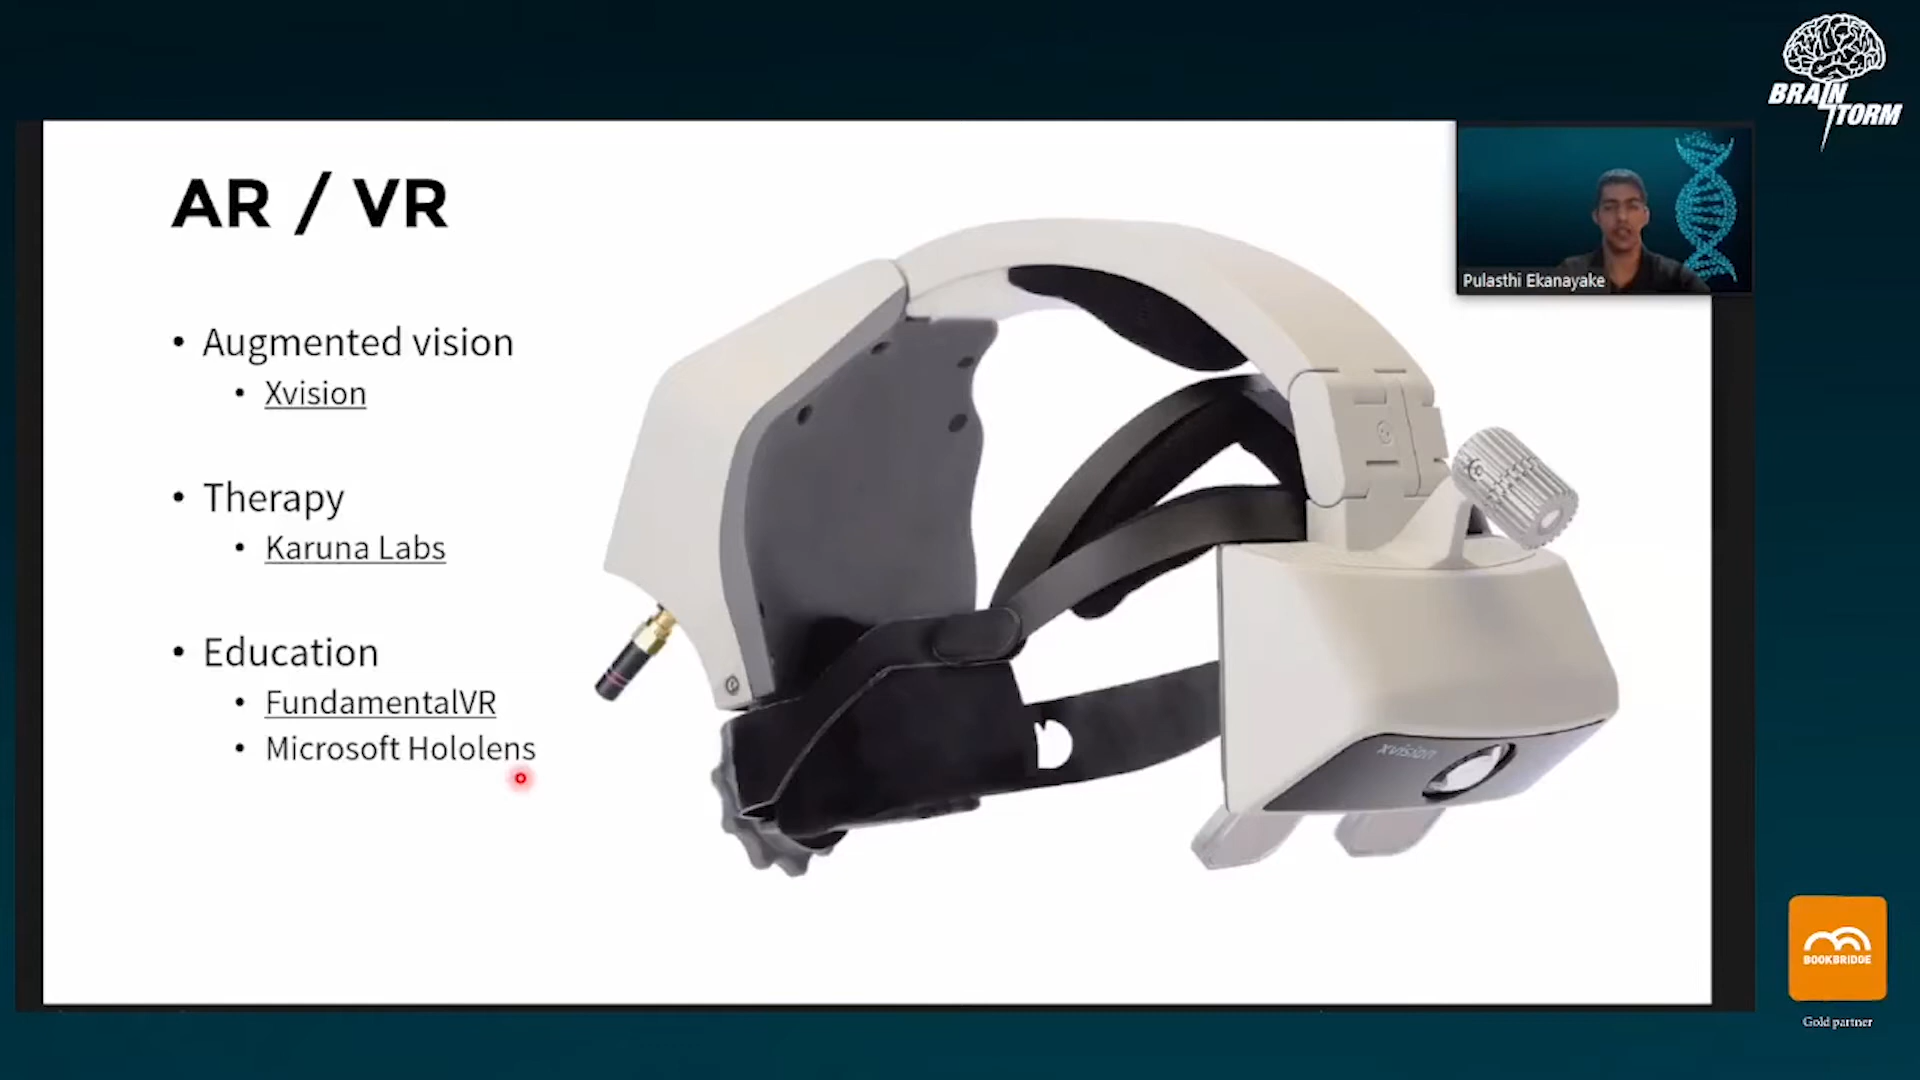 BRAIN
STORM
AR / VR
Pulasthi Ekanayake
• Augmented vision
• Xvision
• Therapy
• Karuna Labs
• Education
• FundamentalVR
• Microsoft Hololens
xvision
BOOKBRIDGE
Gold partner